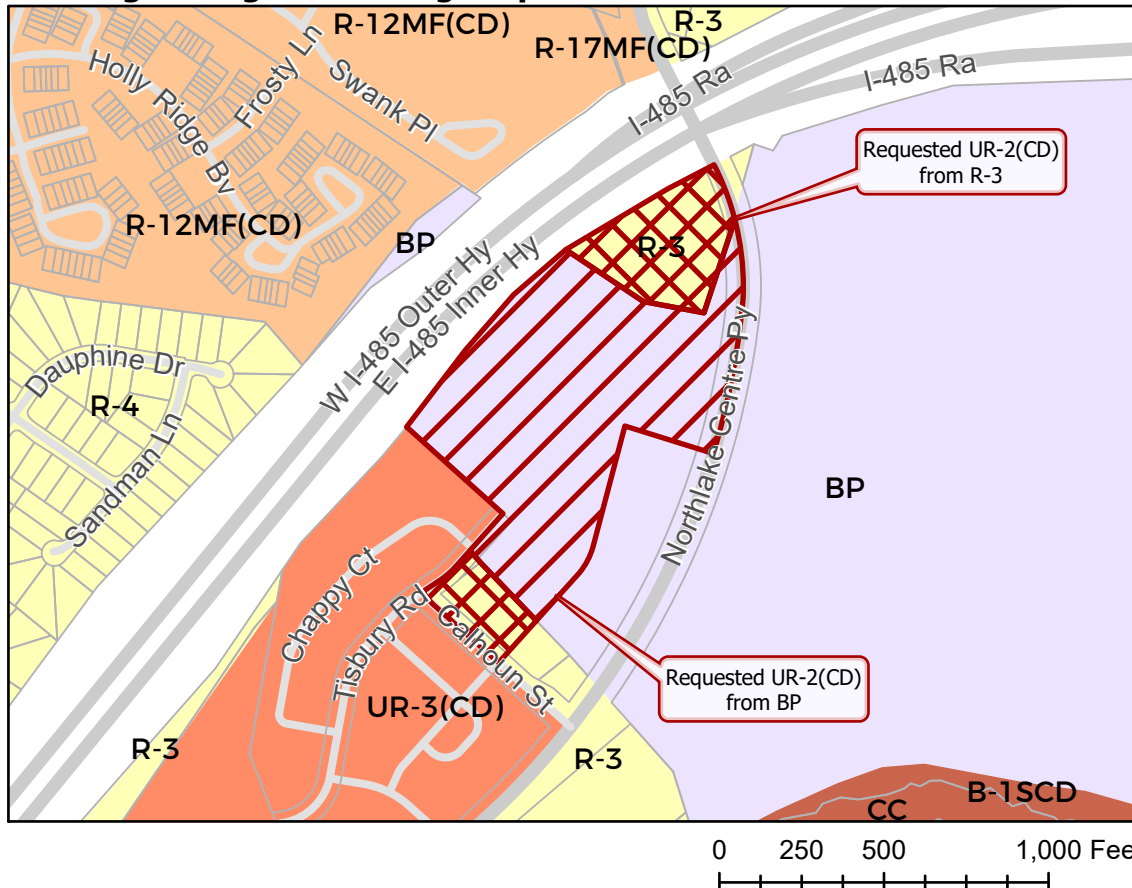 R-12MF(CD)
R-3
R-17MF(CD)
Holly Ridge Bv
Frosty Ln
Swank Pl
I-485 Ra
I-485 Ra
Requested UR-2(CD)
from R-3
R-12MF(CD)
BP
R-3
W I-485 Outer Hy
E I-485 Inner Hy
Dauphine Dr
R-4
Sandman Ln
Northlake Centre Py
BP
Chappy Ct
Tisbury Rd
Calhoun St
Requested UR-2(CD)
from BP
UR-3(CD)
R-3
R-3
B-1SCD
CC
0 250 500 1,000 Fee